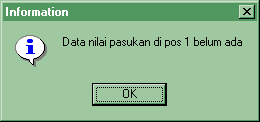 Information
Data nilai pasukan di pos 1 belum ada
OK